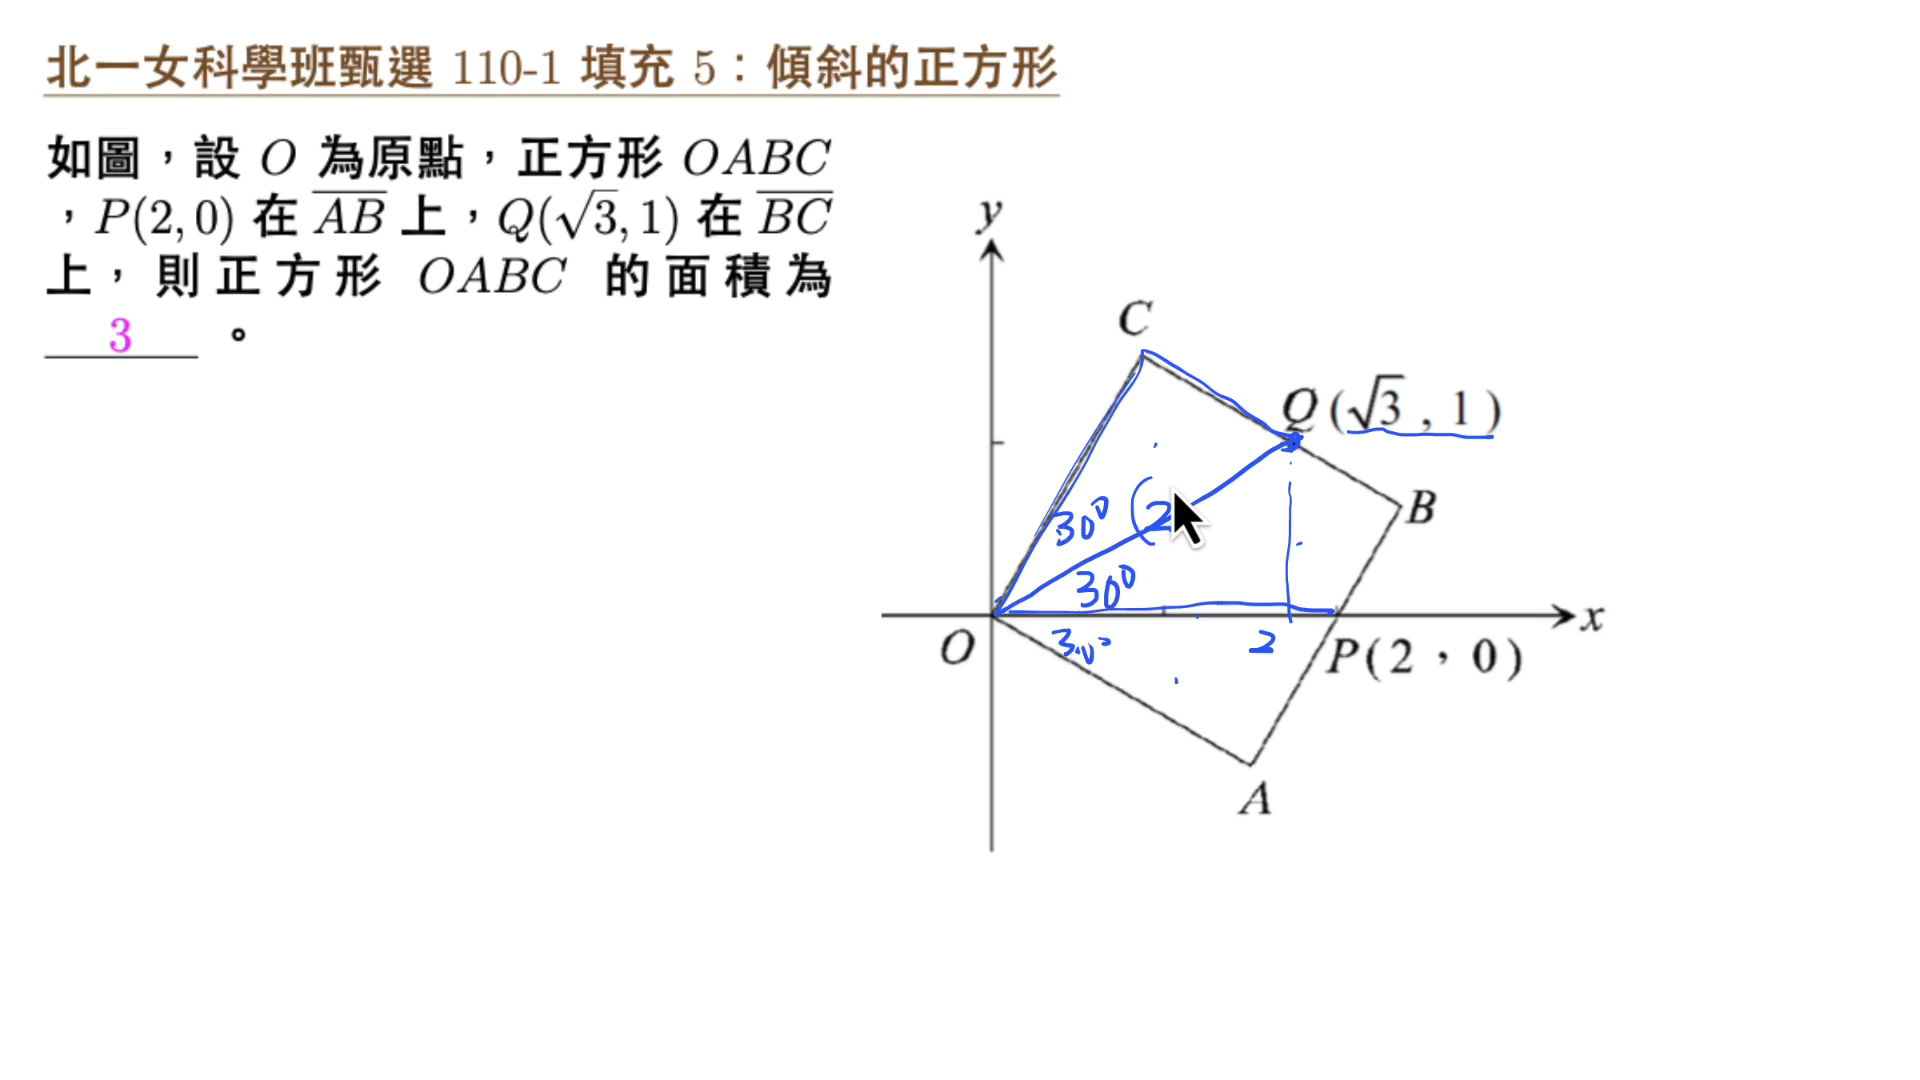 北一女科學班甄選 110-1 填充 5：傾斜的正方形
如圖，設 O 為原點，正方形 OABC
，P(2,0) 在 AB 上，Q(√3,1) 在 BC
上，則正方形 OABC 的面積為
3 。
y
C
Q(√3,1)
30° 2
B
30°
O
x
30° 2
P(2，0)
A